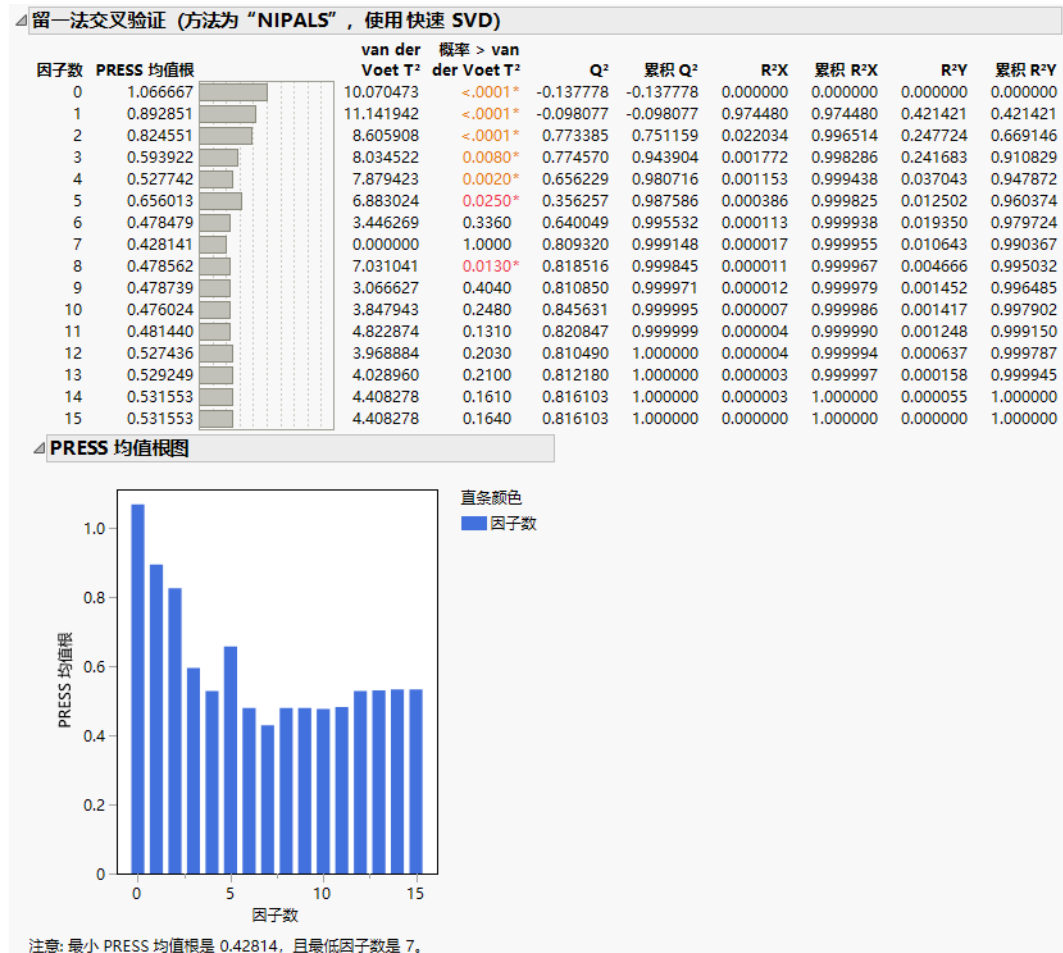 留一法交叉验证 (方法为“NIPALS”, 使用快速 SVD)
van der 概率 > van
因子数 PRESS 均值根 Voet T² der Voet T² Q² 累积 Q² R²X 累积 R²X R²Y 累积 R²Y
0 1.066667 10.070473 <.0001* -0.137778 -0.137778 0.000000 0.000000 0.000000 0.000000
1 0.892851 11.141942 <.0001* -0.098077 -0.098077 0.974480 0.974480 0.421421 0.421421
2 0.824551 8.605908 <.0001* 0.773385 0.751159 0.022034 0.996514 0.247724 0.669146
3 0.593922 8.034522 0.0080* 0.774570 0.943904 0.001772 0.998286 0.241683 0.910829
4 0.527742 7.879423 0.0020* 0.656229 0.980716 0.001153 0.999438 0.037043 0.947872
5 0.656013 6.883024 0.0250* 0.356257 0.987586 0.000386 0.999825 0.012502 0.960374
6 0.478479 3.446269 0.3360 0.640049 0.995532 0.000113 0.999938 0.019350 0.979724
7 0.428141 0.000000 1.0000 0.809320 0.999148 0.000017 0.999955 0.010643 0.990367
8 0.478562 7.031041 0.0130* 0.818516 0.999845 0.000011 0.999967 0.004666 0.995032
9 0.478739 3.066627 0.4040 0.810850 0.999971 0.000012 0.999979 0.001452 0.996485
10 0.476024 3.847943 0.2480 0.845631 0.999995 0.000007 0.999986 0.001417 0.997902
11 0.481440 4.822874 0.1310 0.820847 0.999999 0.000004 0.999990 0.001248 0.999150
12 0.527436 3.968884 0.2030 0.810490 1.000000 0.000004 0.999994 0.000637 0.999787
13 0.529249 4.028960 0.2100 0.812180 1.000000 0.000003 0.999997 0.000158 0.999945
14 0.531553 4.408278 0.1610 0.816103 1.000000 0.000003 1.000000 0.000055 1.000000
15 0.531553 4.408278 0.1640 0.816103 1.000000 0.000000 1.000000 0.000000 1.000000
PRESS 均值根图
直条颜色
因子数
1.0
0.8
0.6
0.4
0.2
0
PRESS 均值根
0 5 10 15
因子数
注意: 最小 PRESS 均值根是 0.42814，且最低因子数是 7。